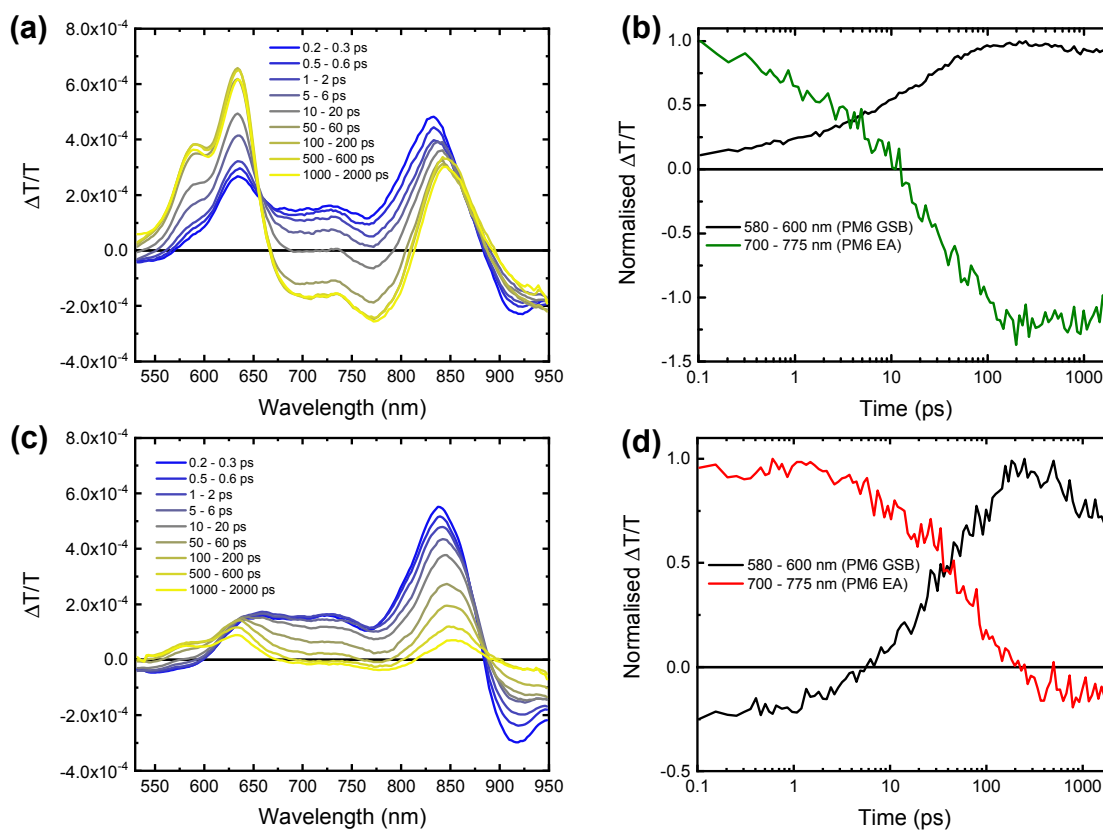 (a)
8.0x10⁻⁴
6.0x10⁻⁴
4.0x10⁻⁴
2.0x10⁻⁴
0.0
-2.0x10⁻⁴
-4.0x10⁻⁴
ΔT/T
0.2 - 0.3 ps
0.5 - 0.6 ps
1 - 2 ps
5 - 6 ps
10 - 20 ps
50 - 60 ps
100 - 200 ps
500 - 600 ps
1000 - 2000 ps
550 600 650 700 750 800 850 900 950
Wavelength (nm)
(b)
1.0
0.5
0.0
-0.5
-1.0
-1.5
Normalised ΔT/T
580 - 600 nm (PM6 GSB)
700 - 775 nm (PM6 EA)
0.1 1 10 100 1000
Time (ps)
(c)
8.0x10⁻⁴
6.0x10⁻⁴
4.0x10⁻⁴
2.0x10⁻⁴
0.0
-2.0x10⁻⁴
-4.0x10⁻⁴
ΔT/T
0.2 - 0.3 ps
0.5 - 0.6 ps
1 - 2 ps
5 - 6 ps
10 - 20 ps
50 - 60 ps
100 - 200 ps
500 - 600 ps
1000 - 2000 ps
550 600 650 700 750 800 850 900 950
Wavelength (nm)
(d)
1.0
0.5
0.0
-0.5
Normalised ΔT/T
580 - 600 nm (PM6 GSB)
700 - 775 nm (PM6 EA)
0.1 1 10 100 1000
Time (ps)